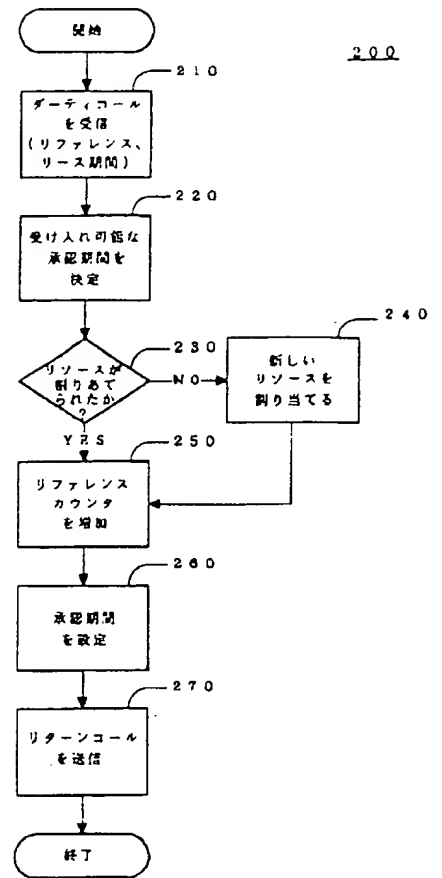 開始
200
210
ダーティコール
を受信
(リファレンス、
リース期間)
220
受け入れ可能な
承認期間を
決定
230
リソースが
割りあて
られたか
?
NO
YES
240
新しい
リソースを
割り当てる
250
リファレンス
カウンタ
を増加
260
承認期間
を設定
270
リターンコール
を送信
終了